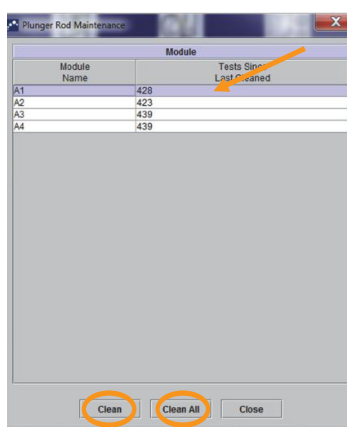 Plunger Rod Maintenance
Module
Module Name
Tests Since Last Cleaned
A1 428
A2 423
A3 439
A4 439
Clean Clean All Close